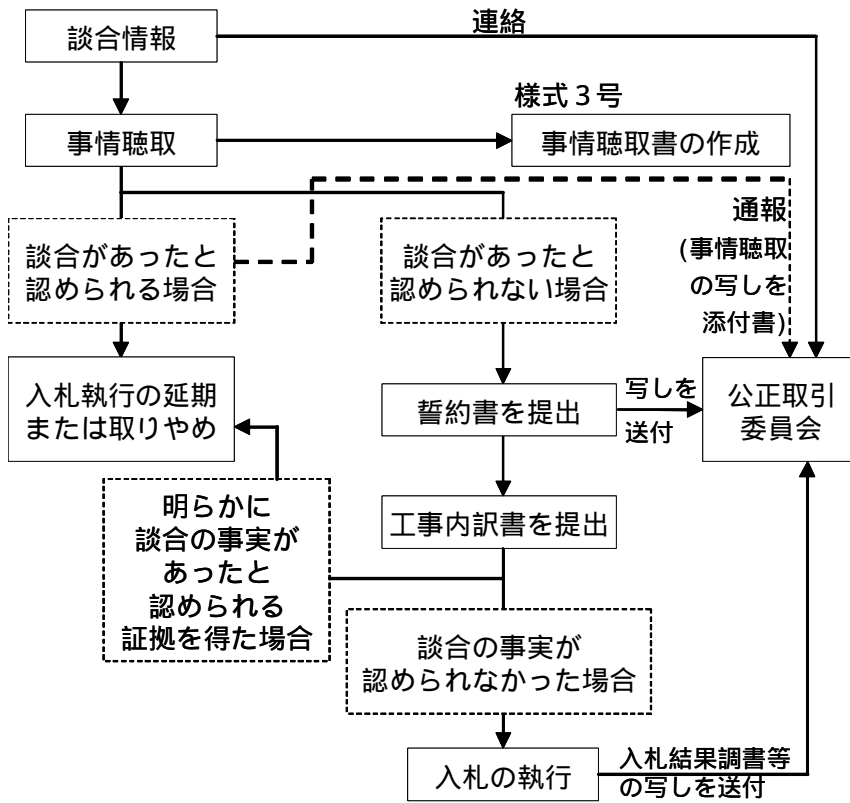 談合情報
連絡
様式３号
事情聴取
事情聴取書の作成
通報
(事情聴取
の写しを
添付書)
談合があったと
認められる場合
談合があったと
認められない場合
入札執行の延期
または取りやめ
誓約書を提出
写しを
送付
公正取引
委員会
明らかに
談合の事実が
あったと
認められる
証拠を得た場合
工事内訳書を提出
談合の事実が
認められなかった場合
入札の執行
入札結果調書等
の写しを送付